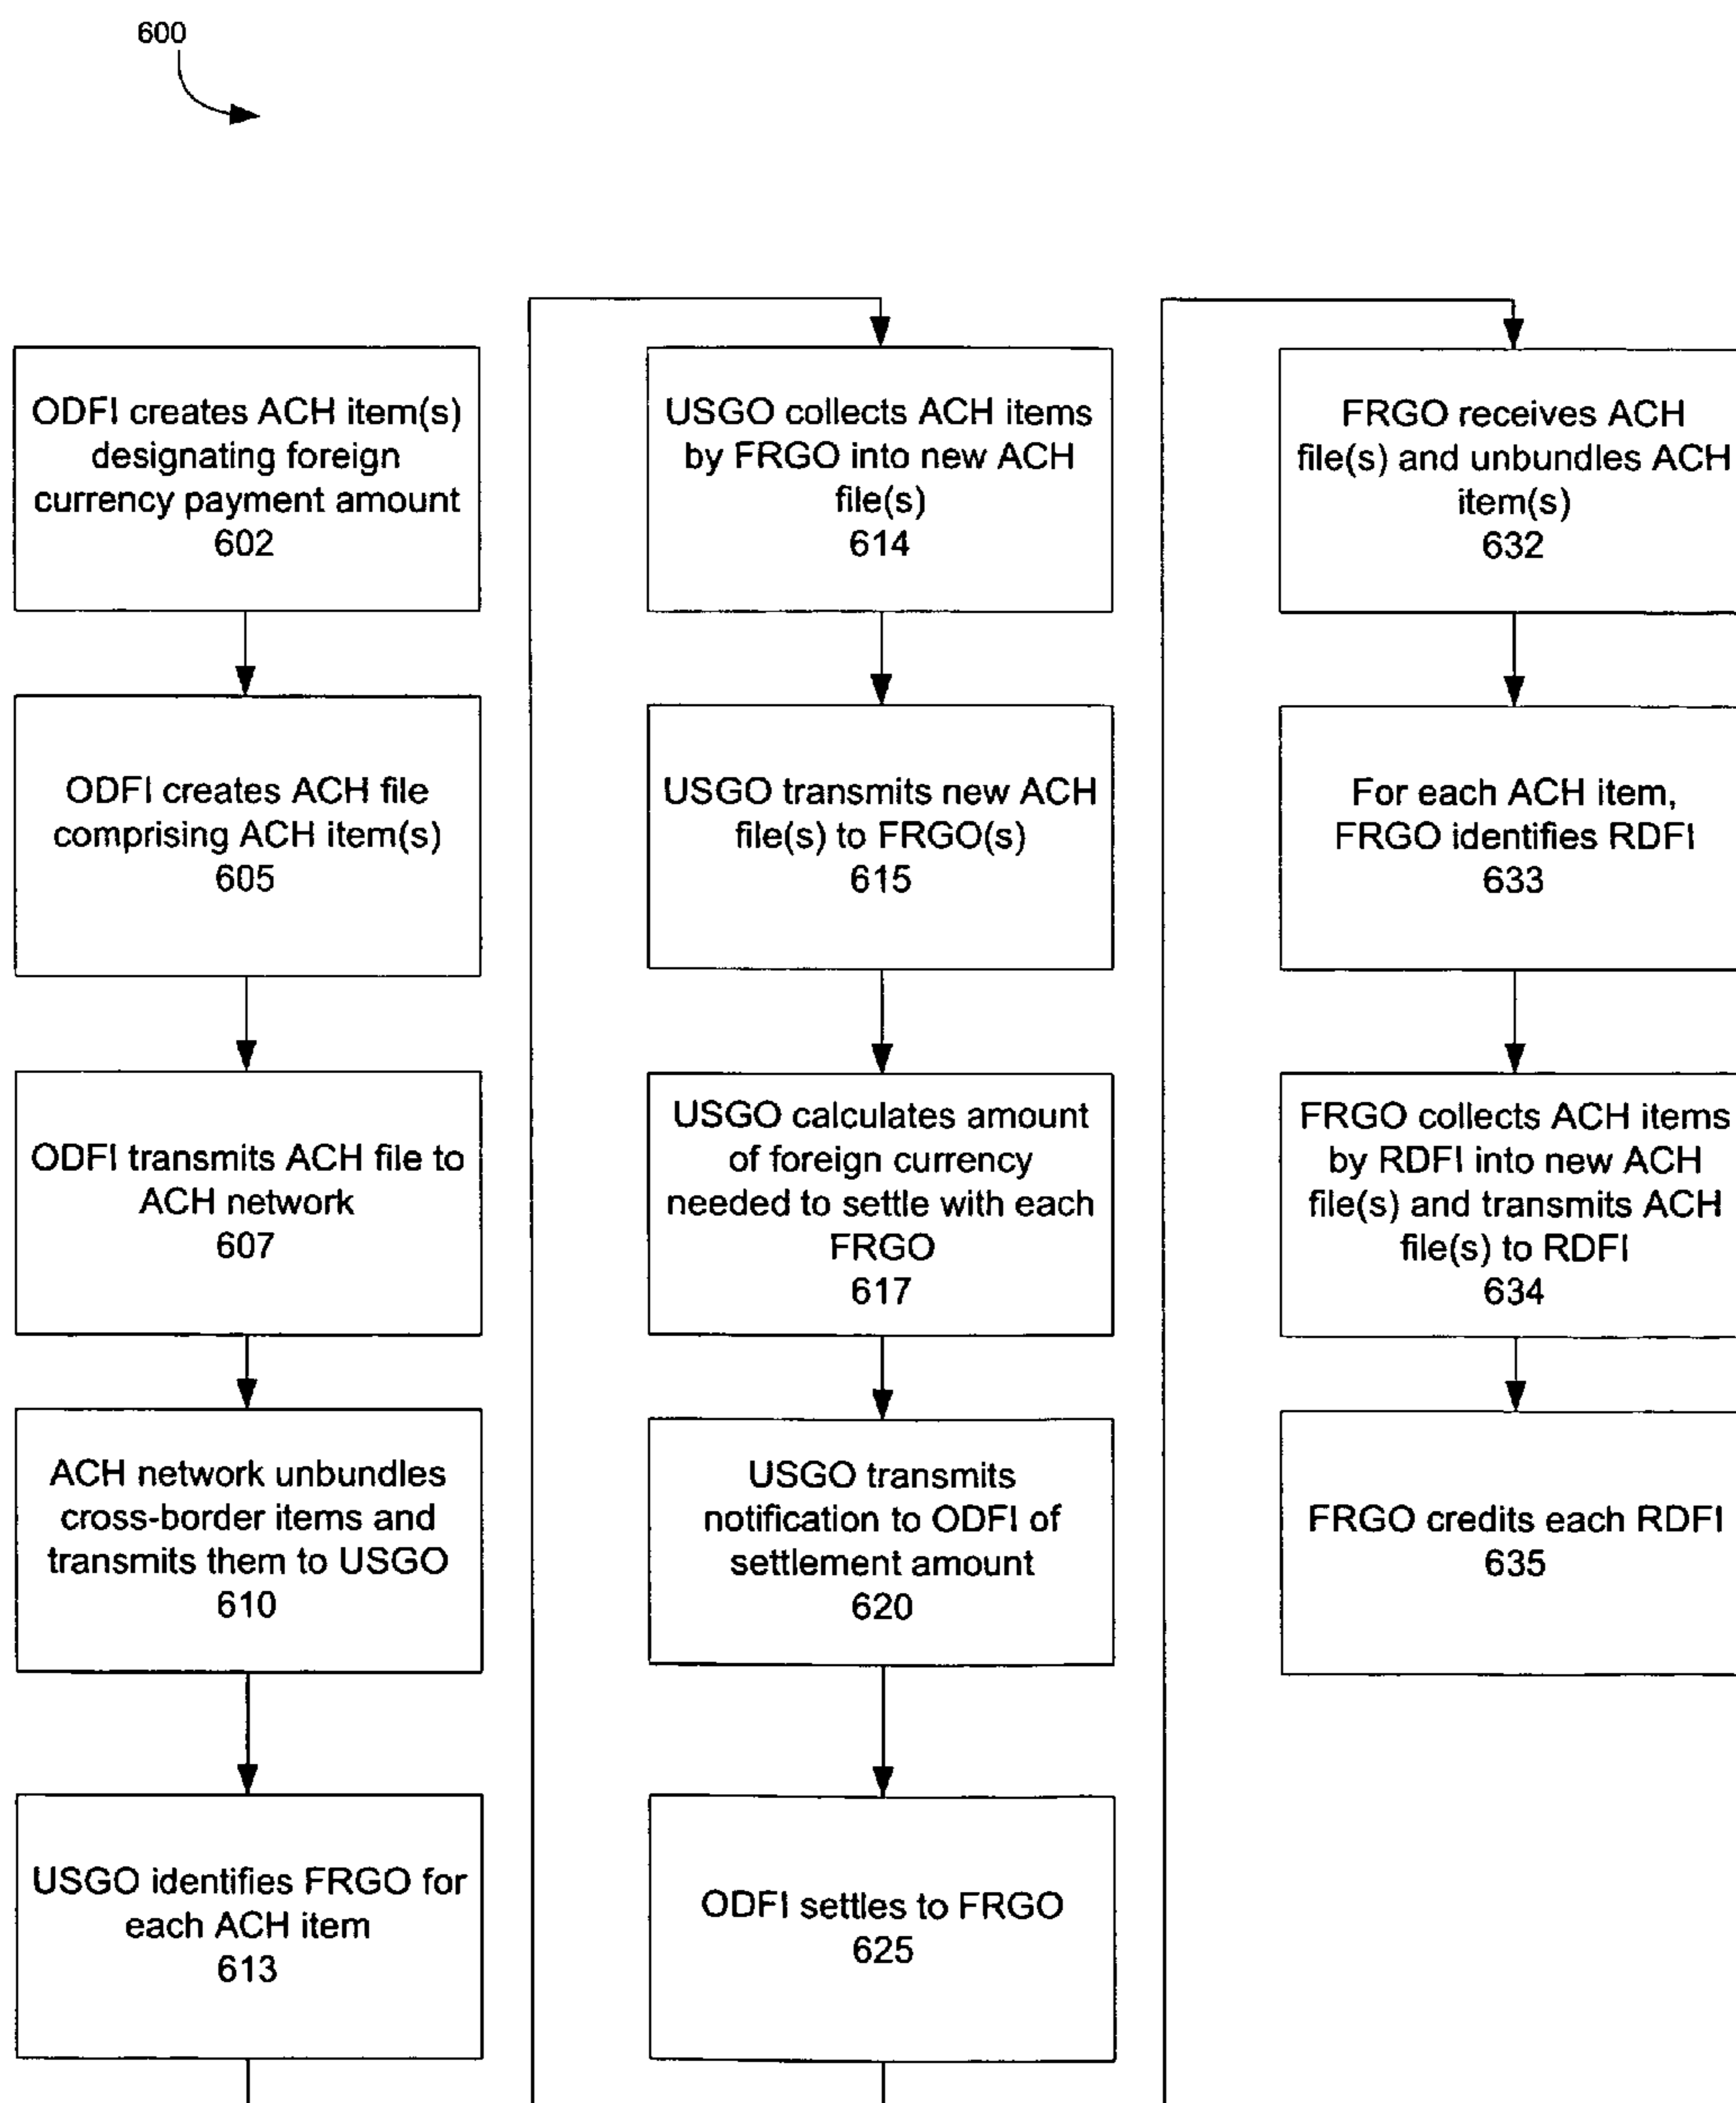 600
ODFI creates ACH item(s)
designating foreign
currency payment amount
602
ODFI creates ACH file
comprising ACH item(s)
605
ODFI transmits ACH file to
ACH network
607
ACH network unbundles
cross-border items and
transmits them to USGO
610
USGO identifies FRGO for
each ACH item
613
USGO collects ACH items
by FRGO into new ACH
file(s)
614
USGO transmits new ACH
file(s) to FRGO(s)
615
USGO calculates amount
of foreign currency
needed to settle with each
FRGO
617
USGO transmits
notification to ODFI of
settlement amount
620
ODFI settles to FRGO
625
FRGO receives ACH
file(s) and unbundles ACH
item(s)
632
For each ACH item,
FRGO identifies RDFI
633
FRGO collects ACH items
by RDFI into new ACH
file(s) and transmits ACH
file(s) to RDFI
634
FRGO credits each RDFI
635